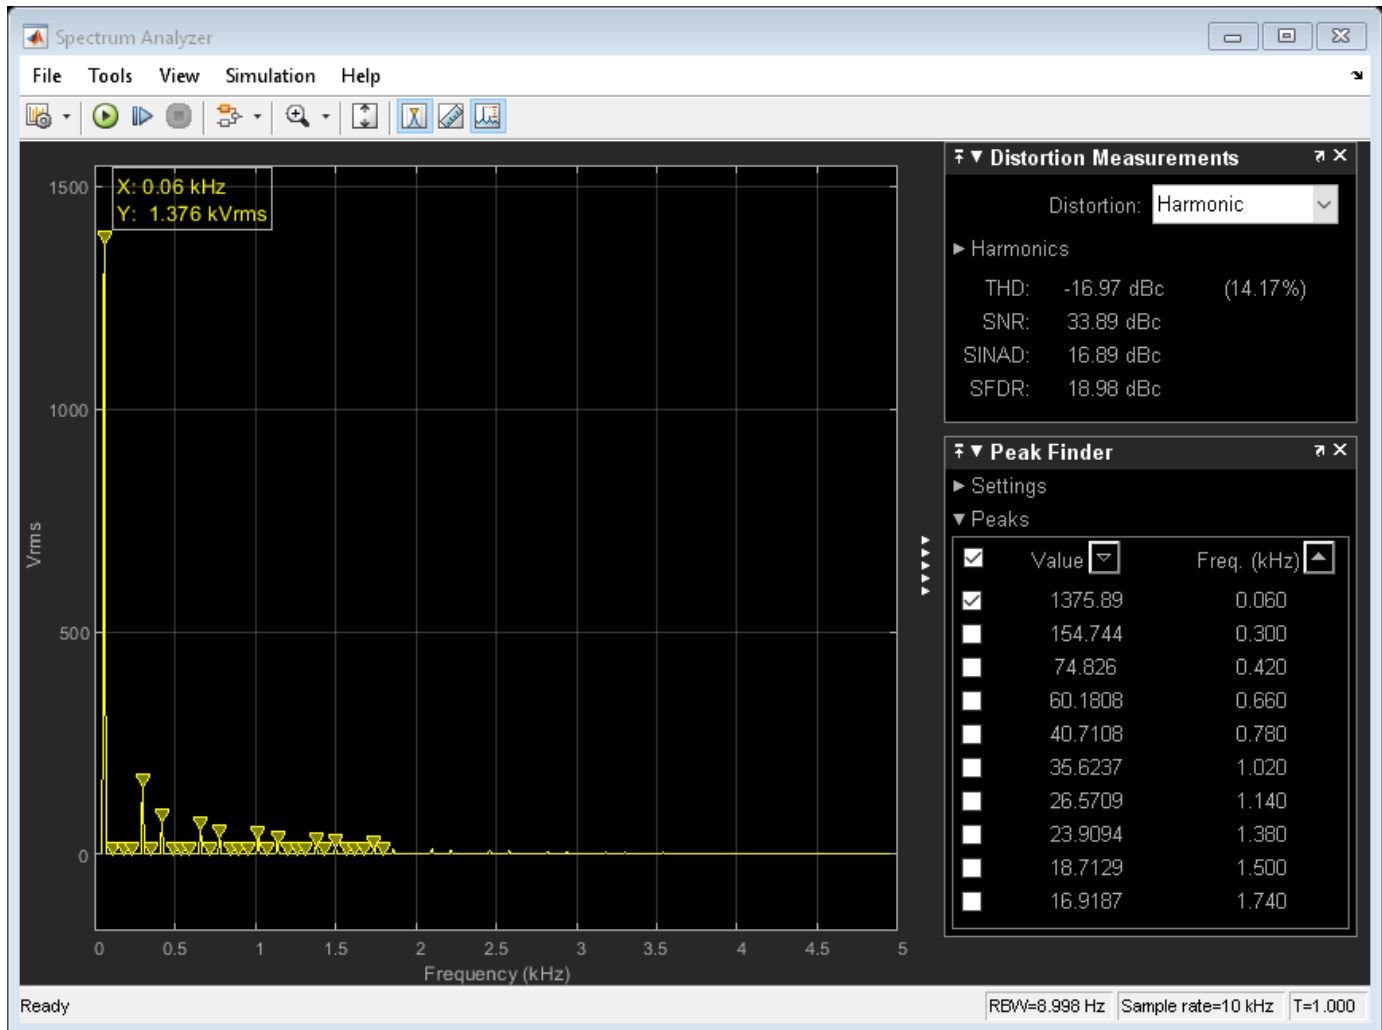 Spectrum Analyzer
File Tools View Simulation Help
X: 0.06 kHz
Y: 1.376 kVrms
1500
1000
500
0
Vrms
0 0.5 1 1.5 2 2.5 3 3.5 4 4.5 5
Frequency (kHz)
Distortion Measurements
Distortion: Harmonic
Harmonics
THD: -16.97 dBc (14.17%)
SNR: 33.89 dBc
SINAD: 16.89 dBc
SFDR: 18.98 dBc
Peak Finder
Settings
Peaks
Value Freq. (kHz)
1375.89 0.060
154.744 0.300
74.826 0.420
60.1808 0.660
40.7108 0.780
35.6237 1.020
26.5709 1.140
23.9094 1.380
18.7129 1.500
16.9187 1.740
Ready
RBW=8.998 Hz Sample rate=10 kHz T=1.000